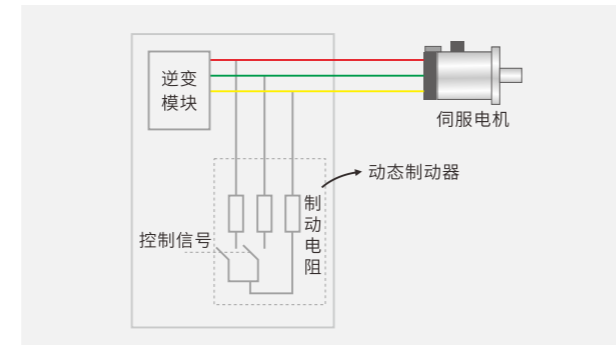 逆变
模块
伺服电机
动态制动器
制动电阻
控制信号